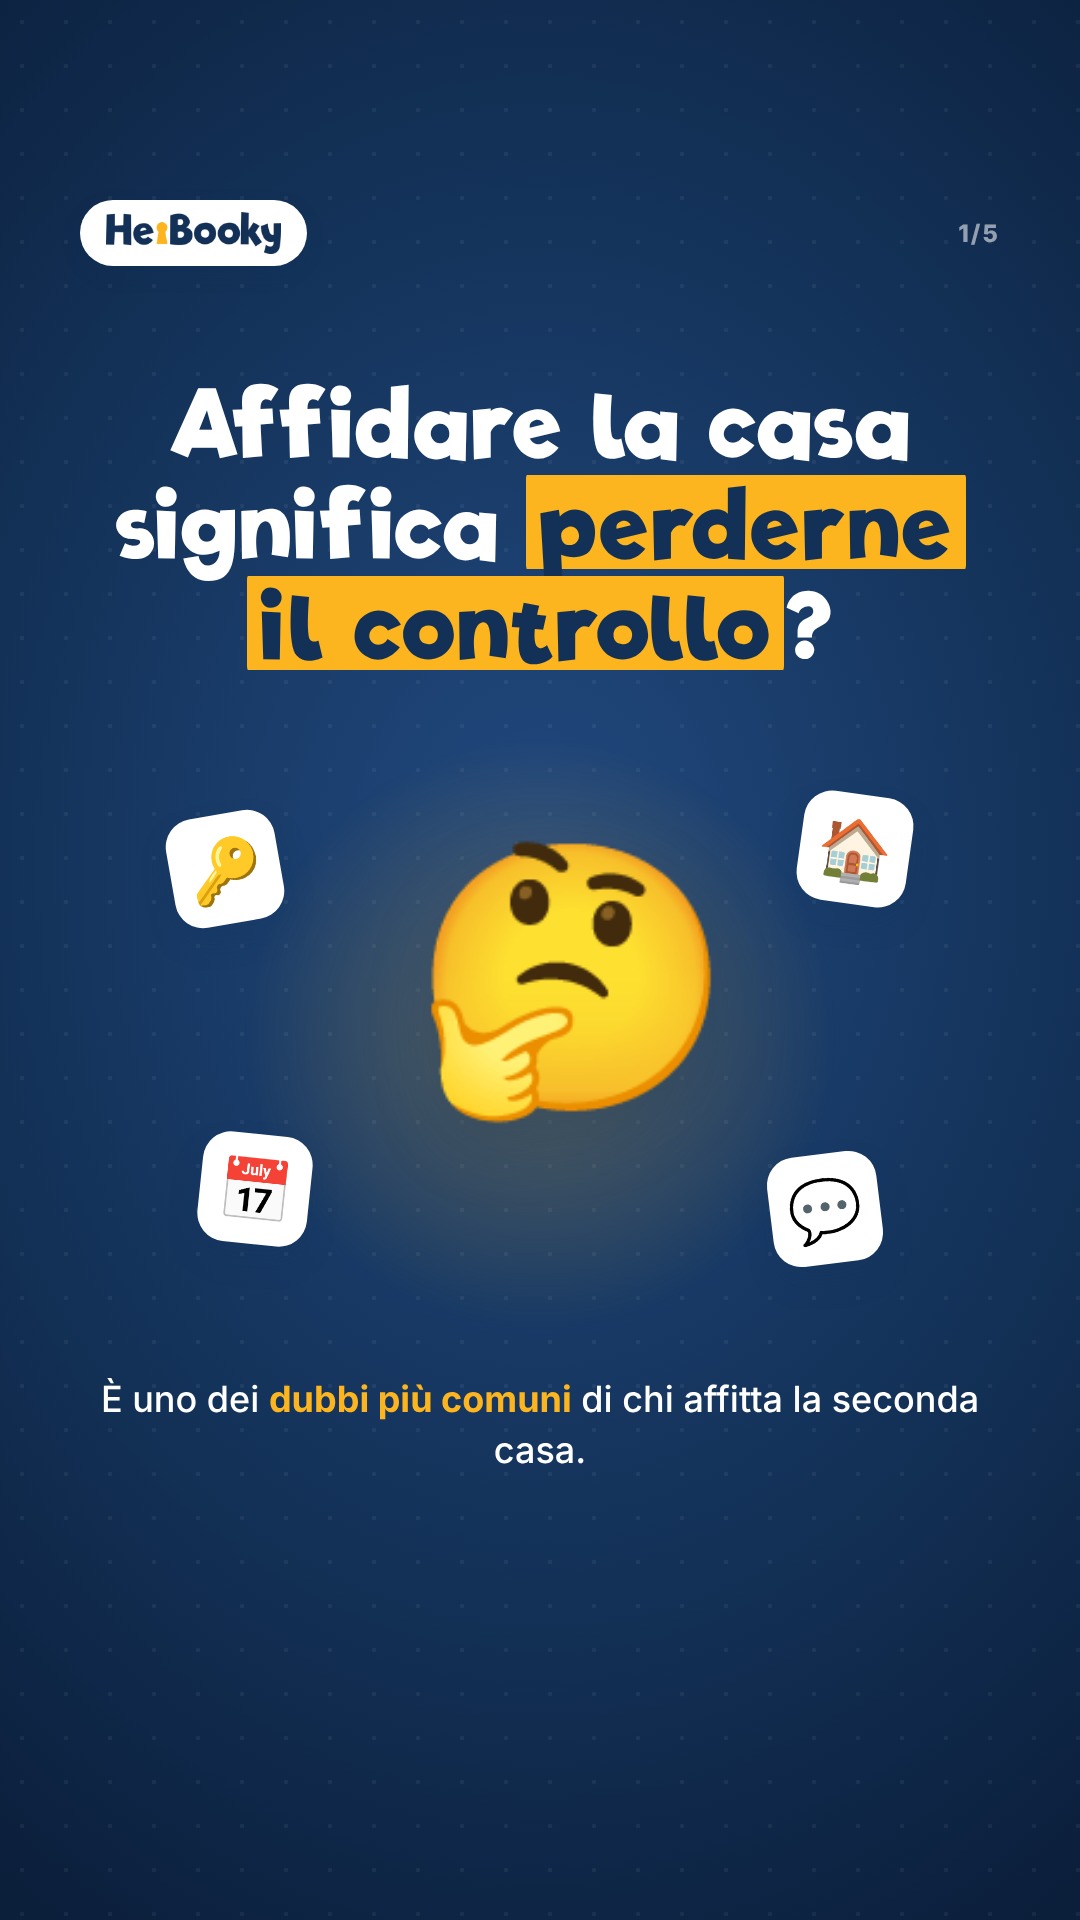 HeiBooky
1/5
Affidare la casa
significa perderne
il controllo?
July
17
È uno dei dubbi più comuni di chi affitta la seconda
casa.